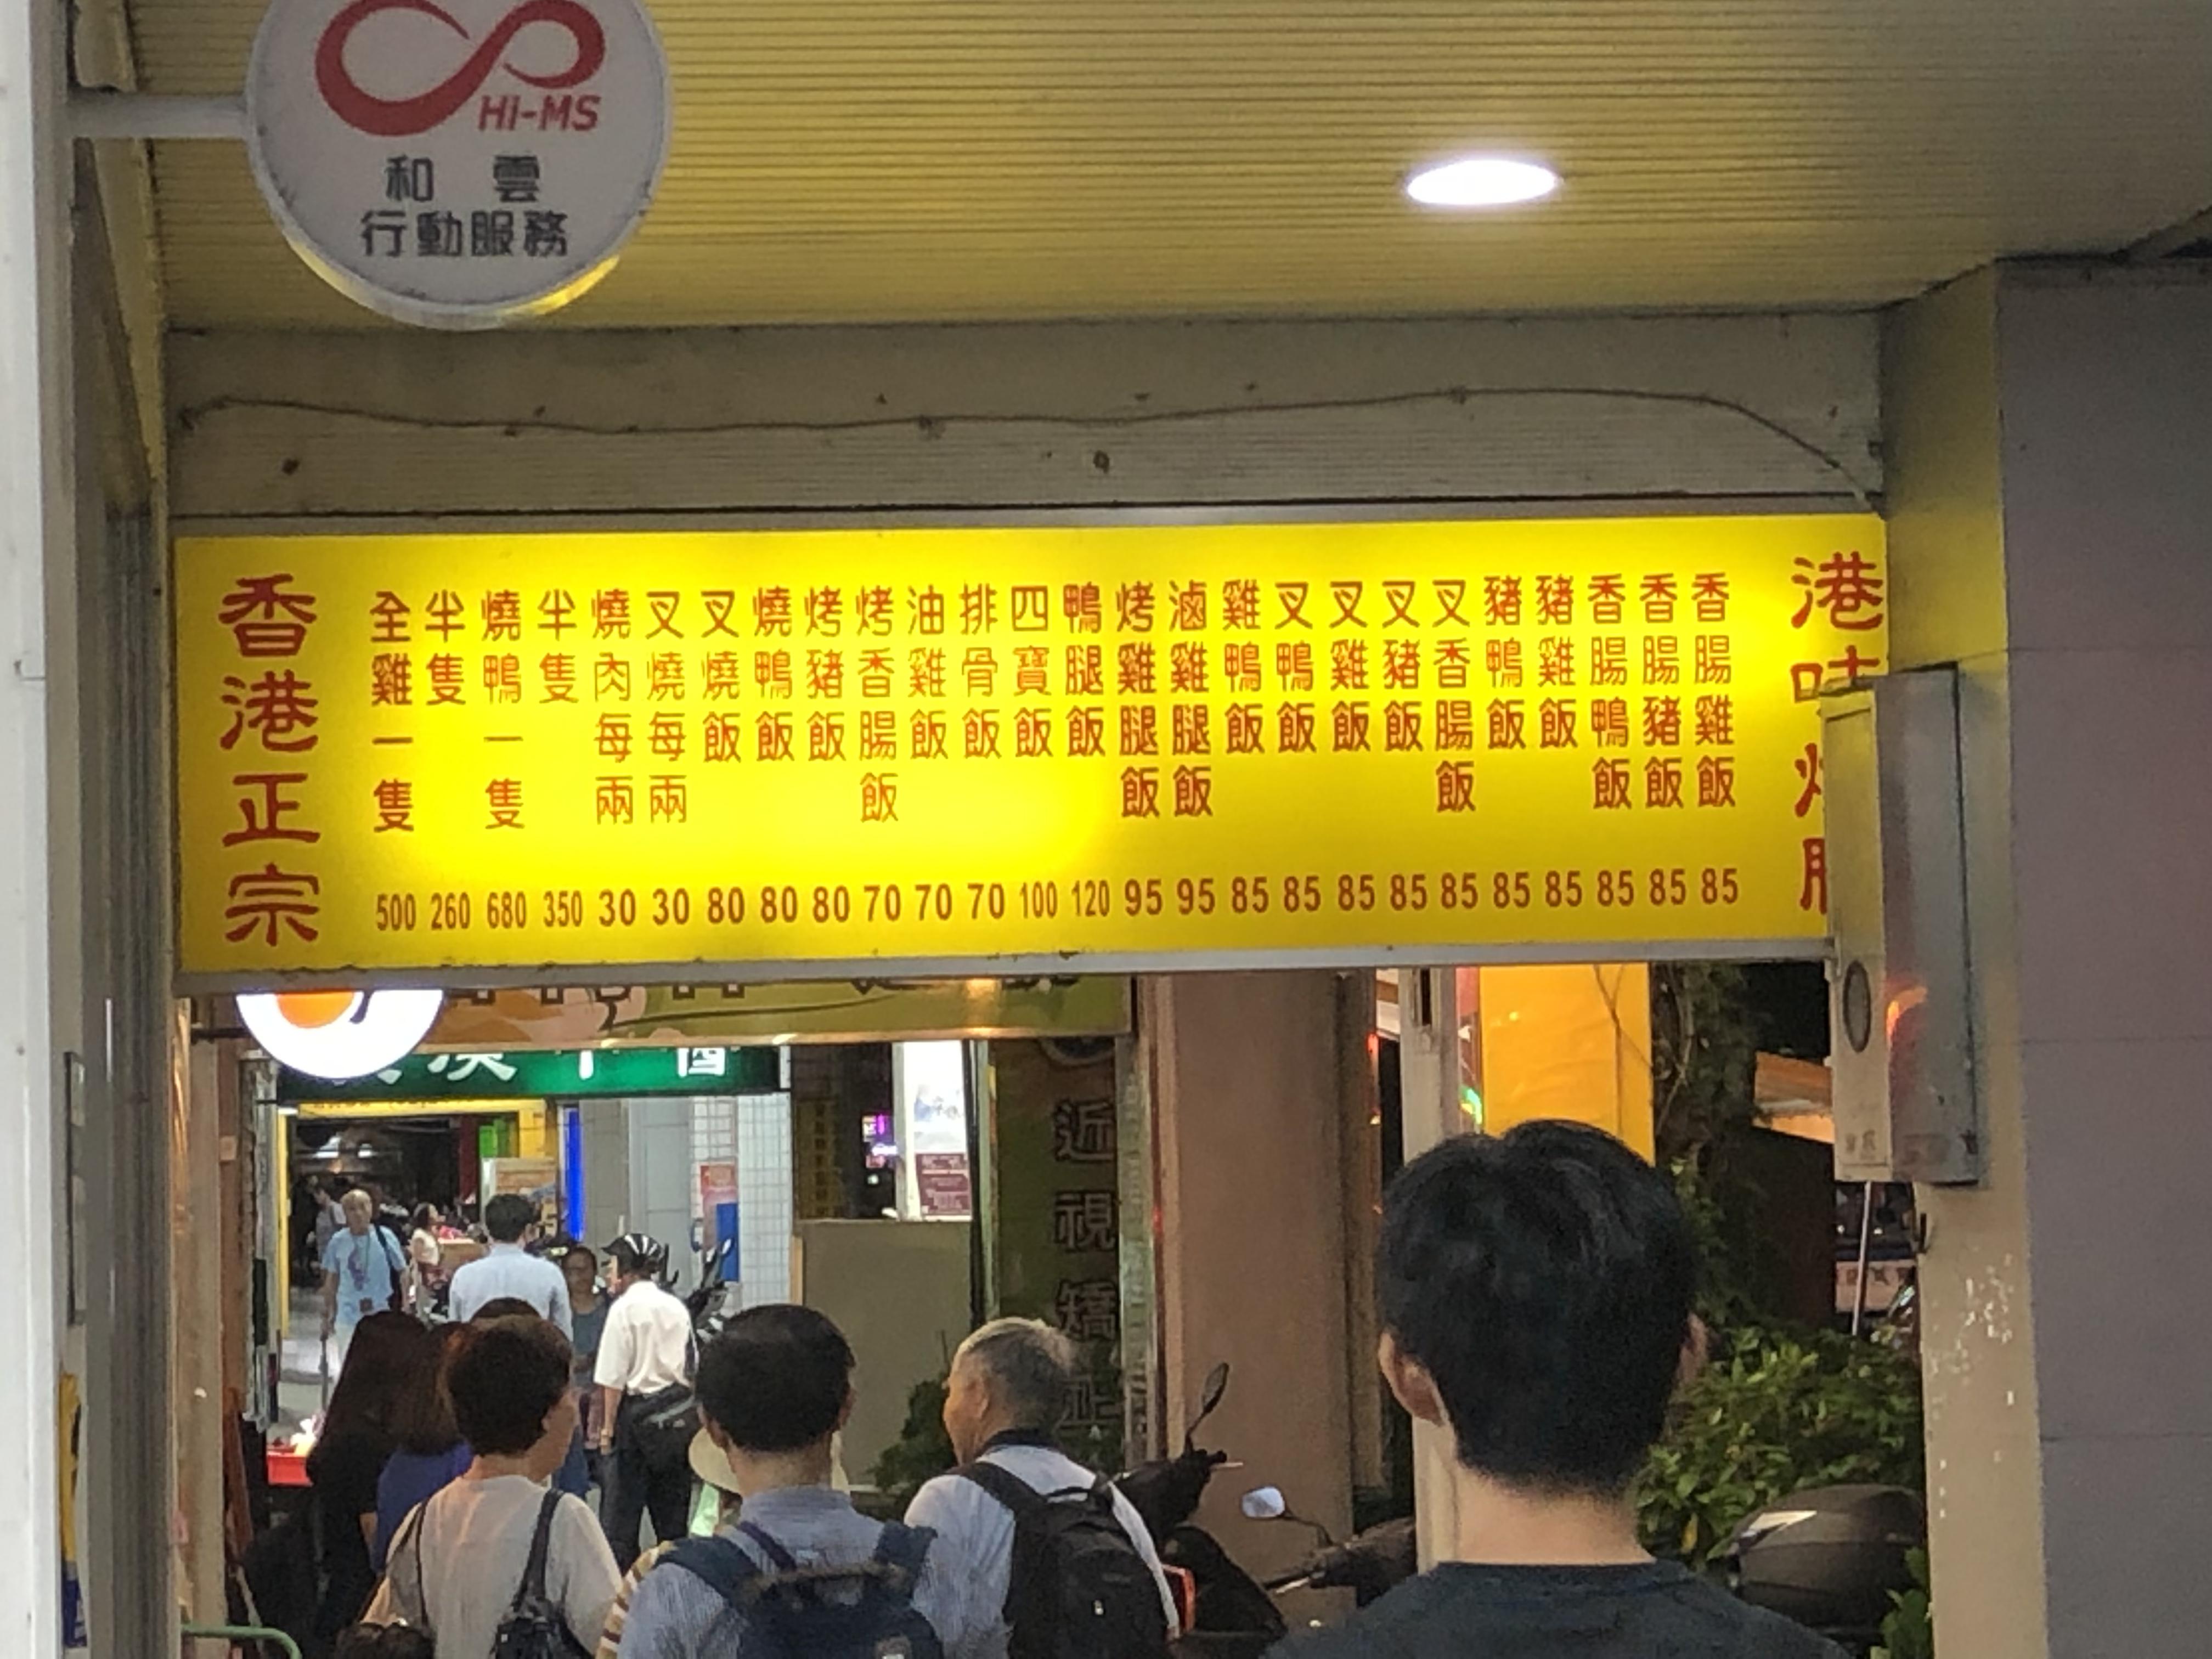 HI-MS
和雲
行動服務
香港正宗
全雞一隻 500
半隻 260
燒鴨一隻 680
半隻 350
燒肉每兩 30
叉燒每兩 30
叉燒飯 80
燒鴨飯 80
烤豬飯 80
烤香腸飯 70
油雞飯 70
排骨飯 70
四寶飯 100
鴨腿飯 120
烤雞腿飯 95
滷雞腿飯 95
雞鴨飯 85
叉鴨飯 85
叉雞飯 85
叉豬飯 85
叉香腸飯 85
豬鴨飯 85
豬雞飯 85
香腸鴨飯 85
香腸豬飯 85
香腸雞飯 85
港
近視矯正